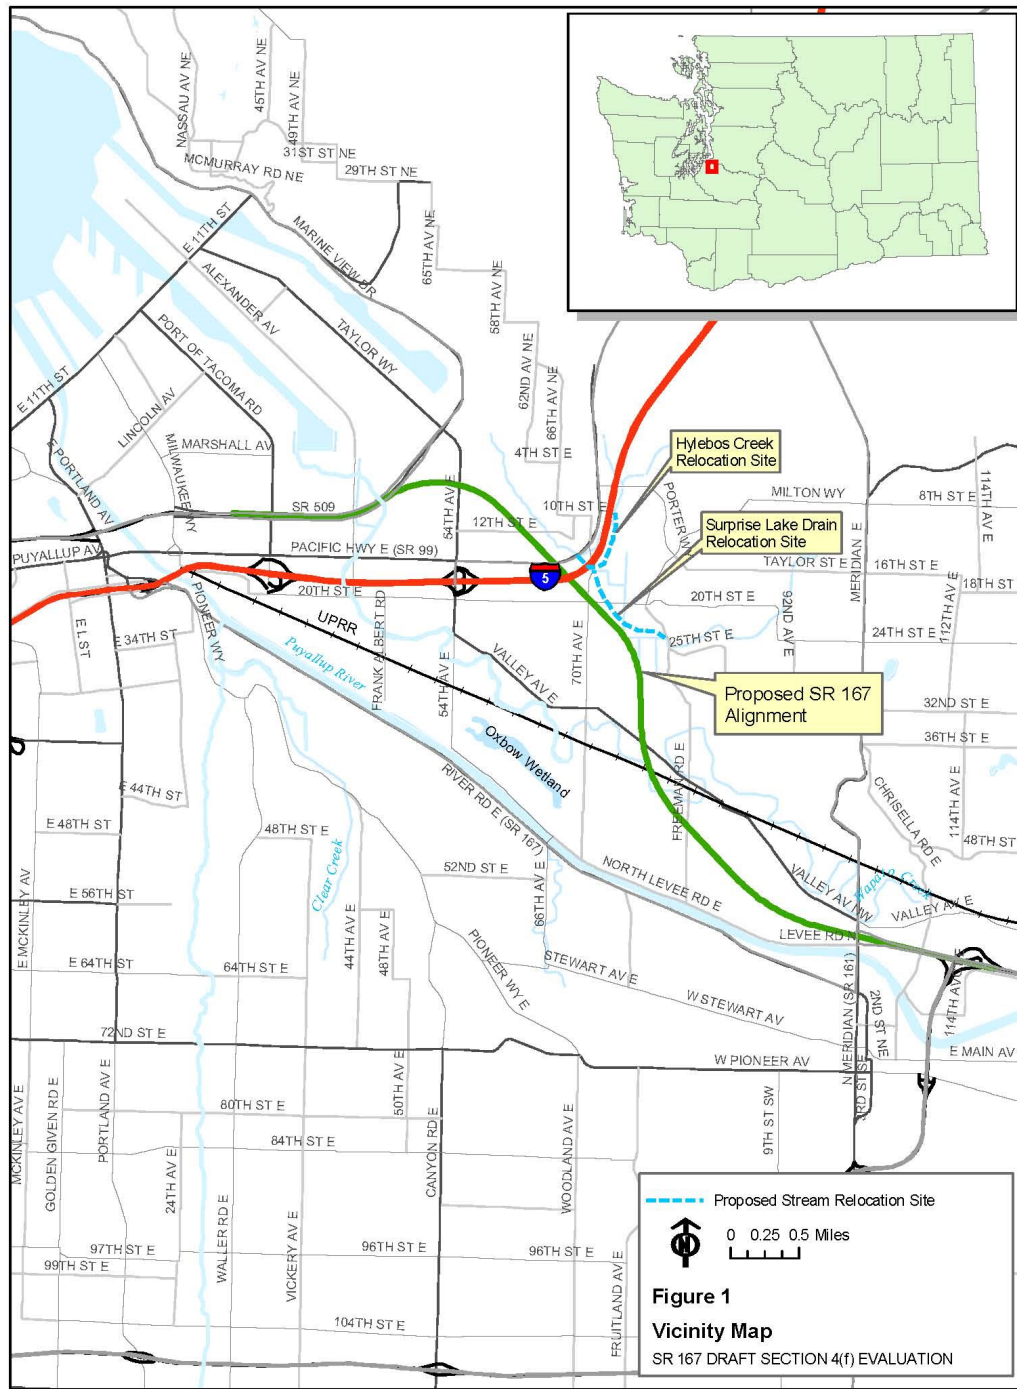 NASSAU AV NE
45TH AV NE
49TH AV NE
31ST ST NE
MCMURRAY RD NE
29TH ST NE
E 11TH ST
MARINE VIEW DR
65TH AV NE
ALEXANDER AV
58TH AV NE
TAYLOR WY
PORT OF TACOMA RD
E 11TH ST
LINCOLN AV
62ND AV NE
66TH AV NE
MARSHALL AV
4TH ST E
MILWAUKEE WY
E PORTLAND AV
Hylebos Creek
Relocation Site
114TH AV E
MILTON WY
8TH ST E
PORTER W
10TH ST E
SR 509
54TH AV E
12TH ST E
Surprise Lake Drain
Relocation Site
MERIDIAN E
PUYALLUP AV
PACIFIC HWY E (SR 99)
TAYLOR ST E
16TH ST E
5
18TH ST
20TH ST E
20TH ST E
92ND AV E
112TH AV E
PIONEER WY
UPRR
FRANK ALBERT RD
E L ST
E 34TH ST
25TH ST E
24TH ST E
70TH AV E
VALLEY AV E
Puyallup River
54TH AV E
Proposed SR 167
Alignment
32ND ST E
Oxbow Wetland
36TH ST E
FREEMAN RD E
RIVER RD E (SR 167)
E 44TH ST
CHRISELLA RD E
114TH AV E
E 48TH ST
48TH ST E
48TH ST
Clear Creek
52ND ST E
NORTH LEVEE RD E
66TH AV E
E MCKINLEY AV
E 56TH ST
VALLEY AV NW
VALLEY AV E
44TH AV E
48TH AV E
LEVEE RD N
PIONEER WY E
E 64TH ST
64TH ST E
STEWART AV E
W STEWART AV
N MERIDIAN (SR 161)
2ND ST NE
114TH AV
72ND ST E
E MAIN AV
W PIONEER AV
3RD ST SE
MCKINLEY AV E
GOLDEN GIVEN RD E
PORTLAND AV E
50TH AV E
80TH ST E
9TH ST SW
84TH ST E
CANYON RD E
WOODLAND AV E
24TH AV E
WALLER RD E
VICKERY AV E
Proposed Stream Relocation Site
N
0 0.25 0.5 Miles
97TH ST E
96TH ST E
96TH ST E
99TH ST E
FRUITLAND AV E
104TH ST E
Figure 1
Vicinity Map
SR 167 DRAFT SECTION 4(f) EVALUATION